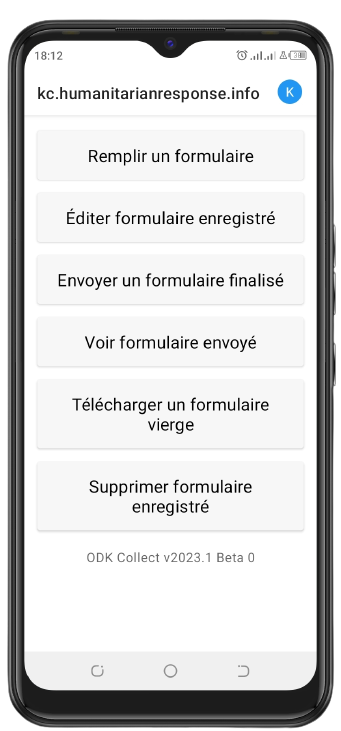 18:12
kc.humanitarianresponse.info
K
Remplir un formulaire
Éditer formulaire enregistré
Envoyer un formulaire finalisé
Voir formulaire envoyé
Télécharger un formulaire
vierge
Supprimer formulaire
enregistré
ODK Collect v2023.1 Beta 0